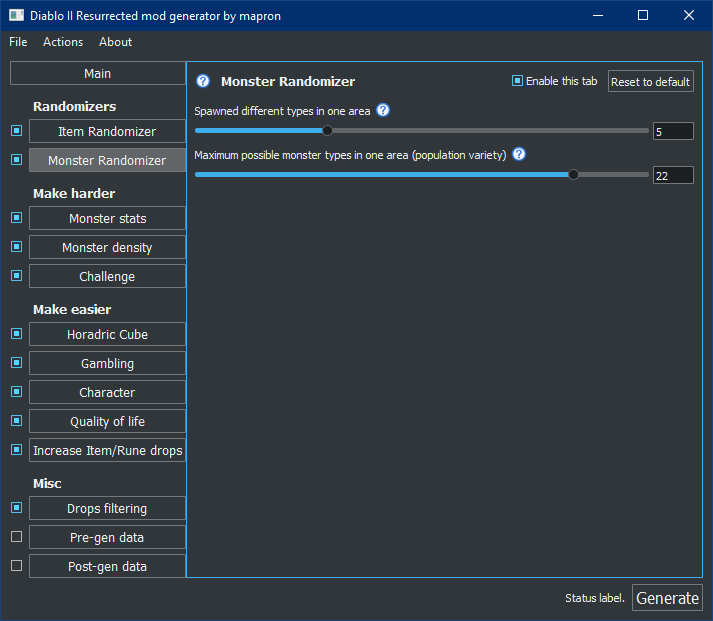 Diablo II Resurrected mod generator by mapron
File Actions About
Main
Randomizers
Item Randomizer
Monster Randomizer
Make harder
Monster stats
Monster density
Challenge
Make easier
Horadric Cube
Gambling
Character
Quality of life
Increase Item/Rune drops
Misc
Drops filtering
Pre-gen data
Post-gen data
? Monster Randomizer
Enable this tab
Reset to default
Spawned different types in one area ?
5
Maximum possible monster types in one area (population variety) ?
22
Status label.
Generate